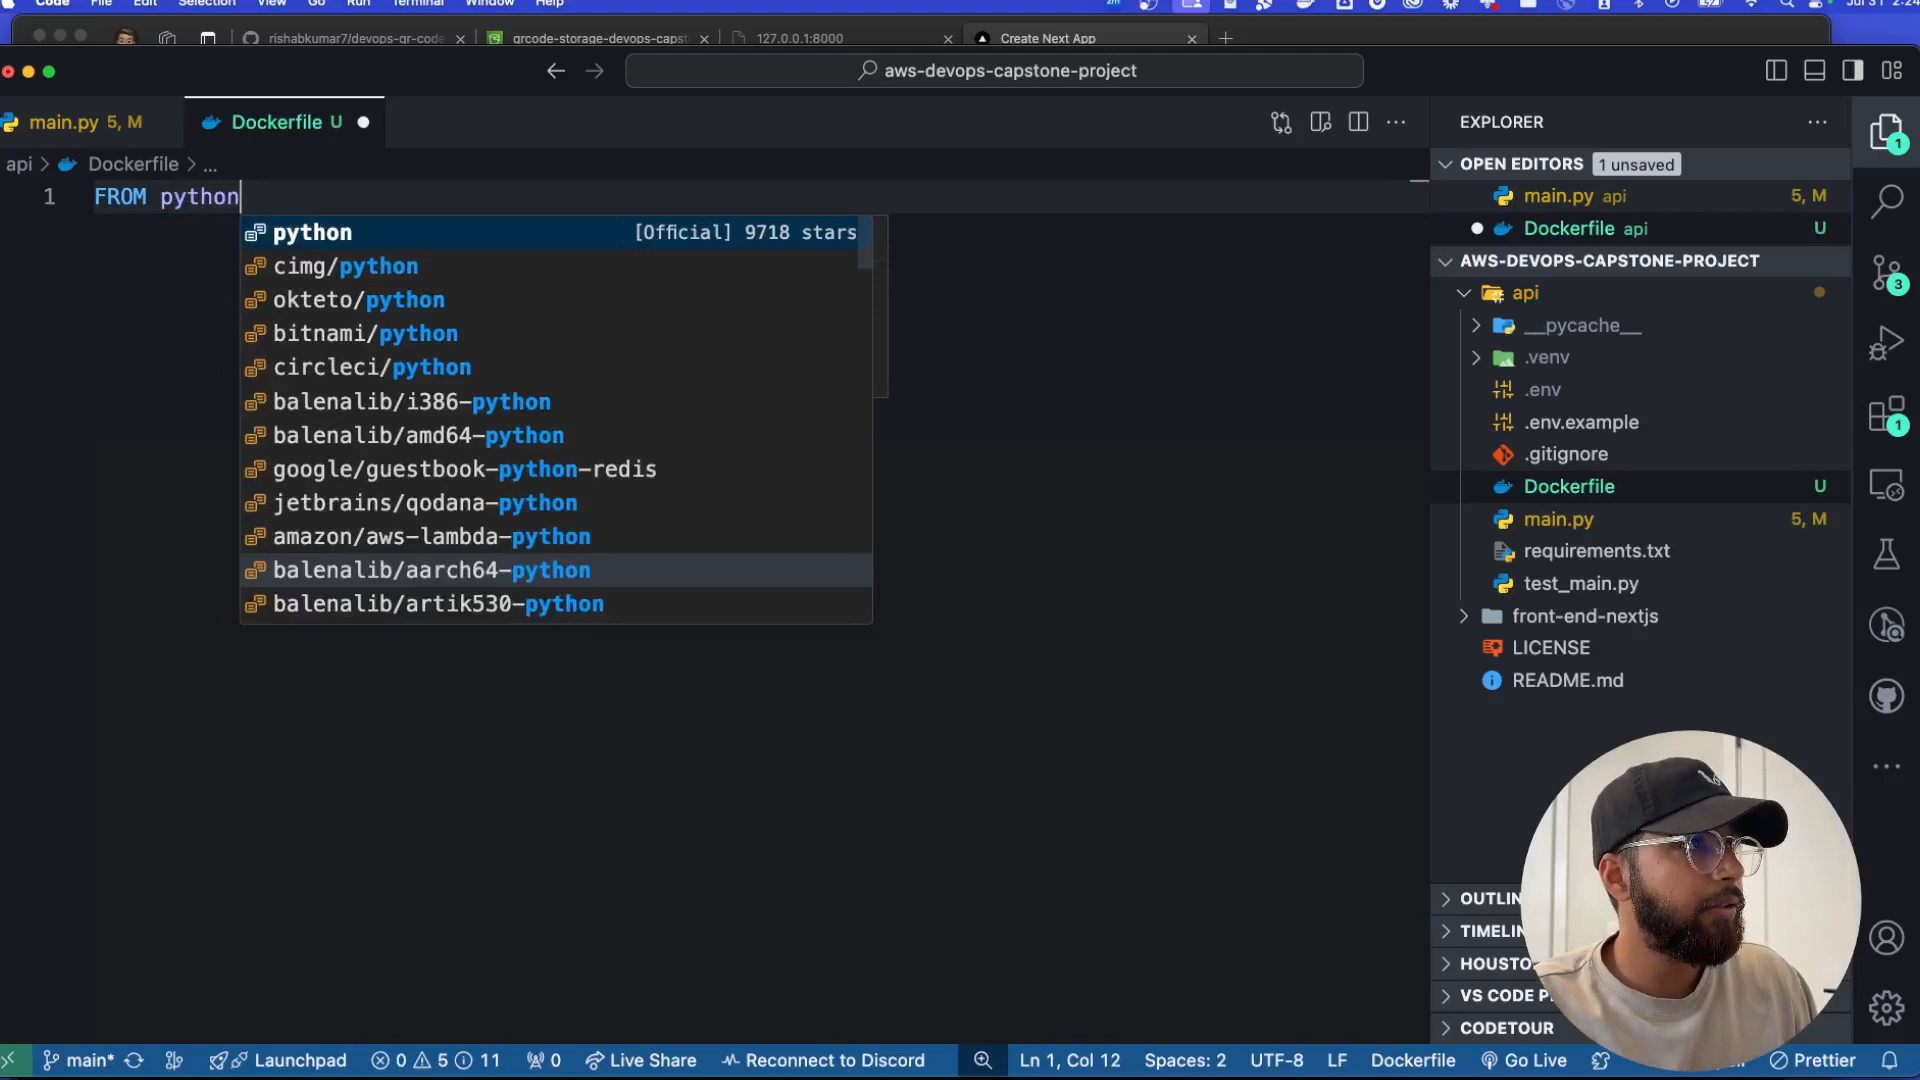 Code File Edit Selection View Go Run Terminal Window Help
rishabkumar7/devops-qr-code
qrcode-storage-devops-capst
127.0.0.1:8000
Create Next App
aws-devops-capstone-project
main.py 5, M
Dockerfile U
api > Dockerfile > ...
1 FROM python
python [Official] 9718 stars
cimg/python
okteto/python
bitnami/python
circleci/python
balenalib/i386-python
balenalib/amd64-python
google/guestbook-python-redis
jetbrains/qodana-python
amazon/aws-lambda-python
balenalib/aarch64-python
balenalib/artik530-python
EXPLORER
OPEN EDITORS 1 unsaved
main.py api 5, M
Dockerfile api U
AWS-DEVOPS-CAPSTONE-PROJECT
api
__pycache__
.venv
.env
.env.example
.gitignore
Dockerfile U
main.py 5, M
requirements.txt
test_main.py
front-end-nextjs
LICENSE
README.md
OUTLIN
TIMELIN
HOUSTO
VS CODE P
CODETOUR
1
3
1
main* Launchpad 0 5 11 0 Live Share Reconnect to Discord Ln 1, Col 12 Spaces: 2 UTF-8 LF Dockerfile Go Live Prettier